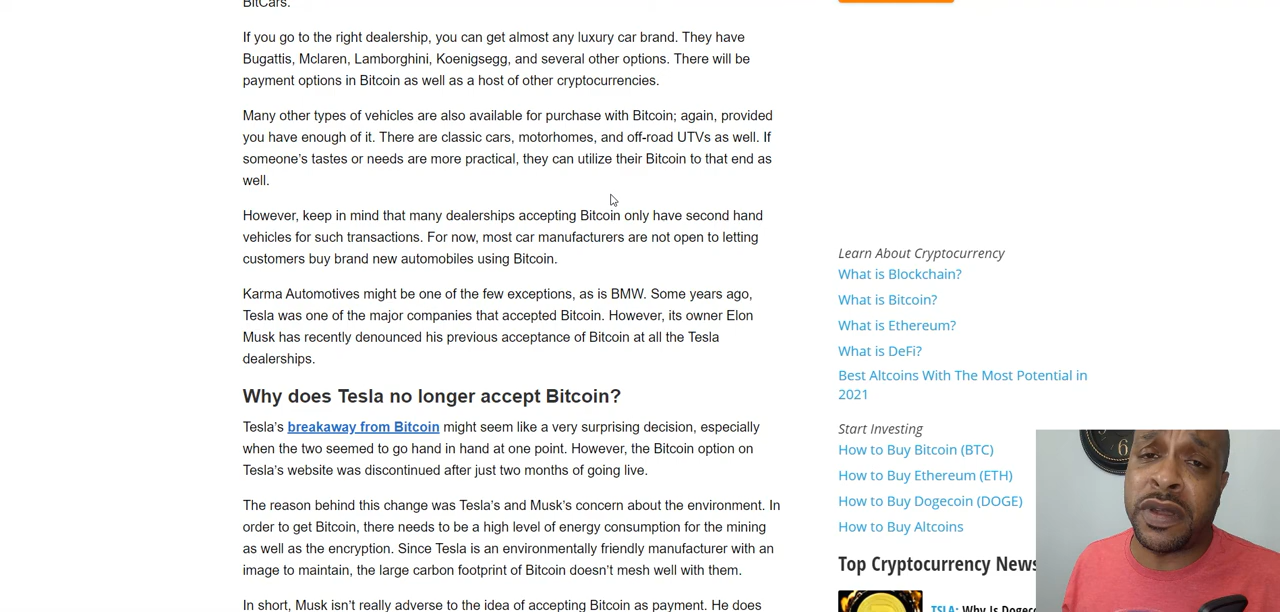 BitCars.
If you go to the right dealership, you can get almost any luxury car brand. They have
Bugattis, Mclaren, Lamborghini, Koenigsegg, and several other options. There will be
payment options in Bitcoin as well as a host of other cryptocurrencies.
Many other types of vehicles are also available for purchase with Bitcoin; again, provided
you have enough of it. There are classic cars, motorhomes, and off-road UTVs as well. If
someone's tastes or needs are more practical, they can utilize their Bitcoin to that end as
well.
However, keep in mind that many dealerships accepting Bitcoin only have second hand
vehicles for such transactions. For now, most car manufacturers are not open to letting
customers buy brand new automobiles using Bitcoin.
Karma Automotives might be one of the few exceptions, as is BMW. Some years ago,
Tesla was one of the major companies that accepted Bitcoin. However, its owner Elon
Musk has recently denounced his previous acceptance of Bitcoin at all the Tesla
dealerships.
Why does Tesla no longer accept Bitcoin?
Tesla's breakaway from Bitcoin might seem like a very surprising decision, especially
when the two seemed to go hand in hand at one point. However, the Bitcoin option on
Tesla's website was discontinued after just two months of going live.
The reason behind this change was Tesla's and Musk's concern about the environment. In
order to get Bitcoin, there needs to be a high level of energy consumption for the mining
as well as the encryption. Since Tesla is an environmentally friendly manufacturer with an
image to maintain, the large carbon footprint of Bitcoin doesn't mesh well with them.
In short, Musk isn't really adverse to the idea of accepting Bitcoin as payment. He does
Learn About Cryptocurrency
What is Blockchain?
What is Bitcoin?
What is Ethereum?
What is DeFi?
Best Altcoins With The Most Potential in
2021
Start Investing
How to Buy Bitcoin (BTC)
How to Buy Ethereum (ETH)
How to Buy Dogecoin (DOGE)
How to Buy Altcoins
Top Cryptocurrency News
TSLA: Why Is Dogec
6